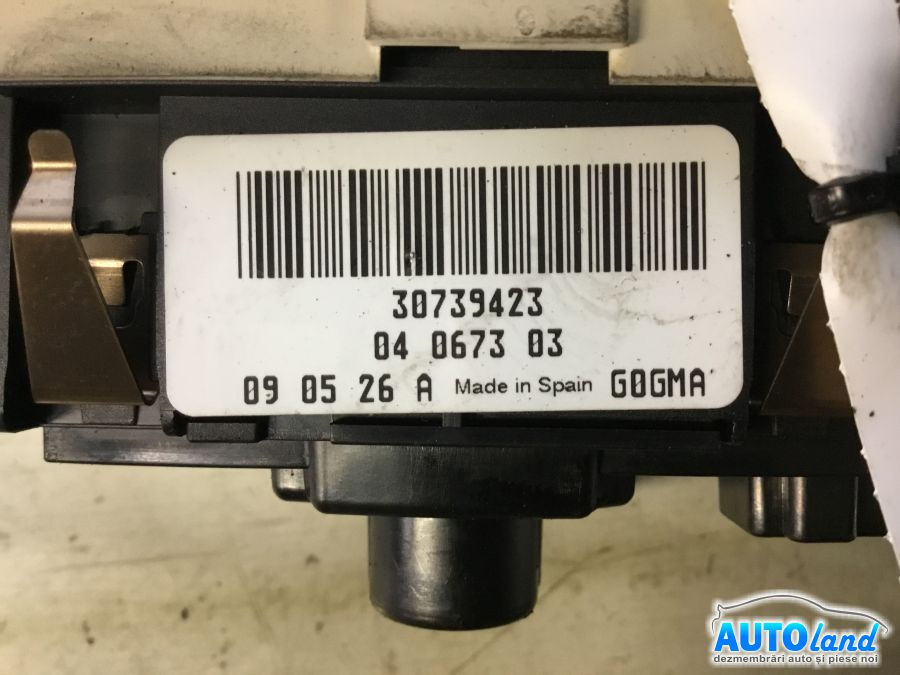 30739423
04 0673 03
09 05 26 A Made in Spain G0GMA
AUTOland
dezmembrări auto și piese noi